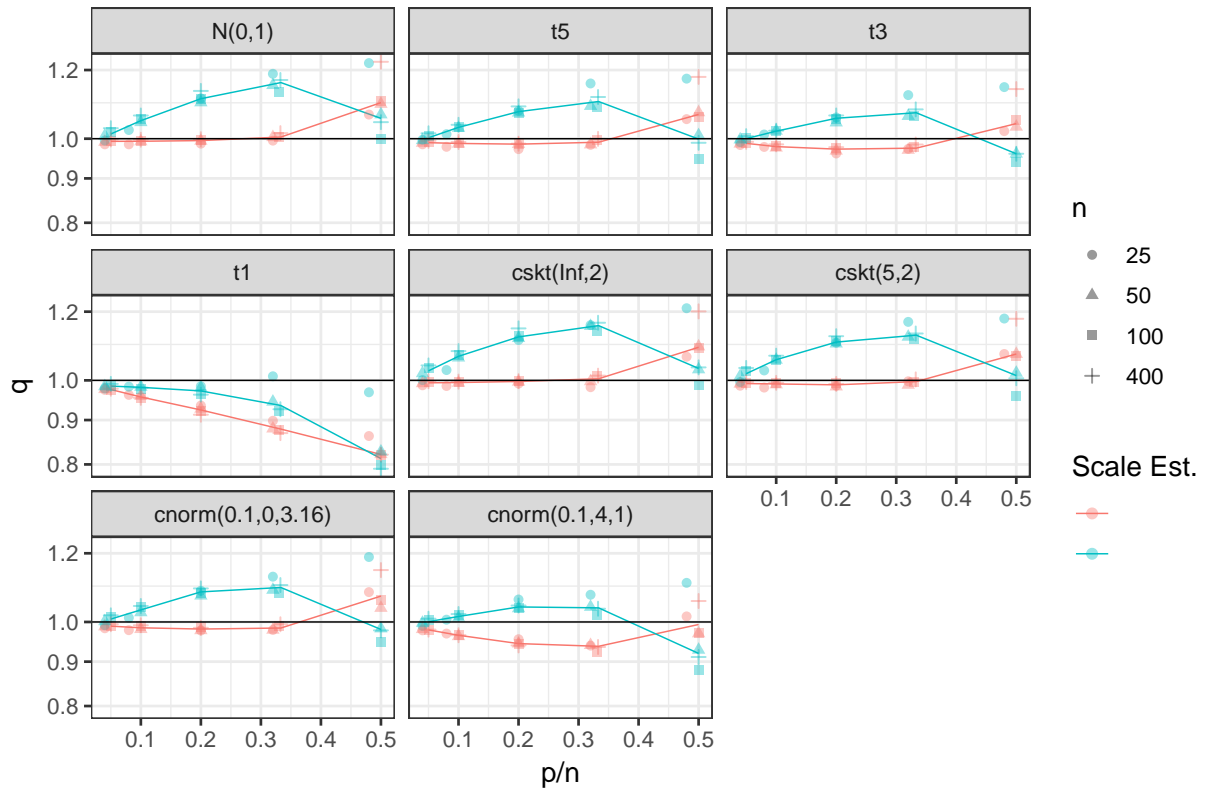 N(0,1) t5 t3
1.2
1.0
0.9
0.8
t1 cskt(Inf,2) cskt(5,2)
1.2
1.0
0.9
0.8
0.1 0.2 0.3 0.4 0.5
cnorm(0.1,0,3.16) cnorm(0.1,4,1)
1.2
1.0
0.9
0.8
0.1 0.2 0.3 0.4 0.5 0.1 0.2 0.3 0.4 0.5
p/n
q
n
25
50
100
400
Scale Est.